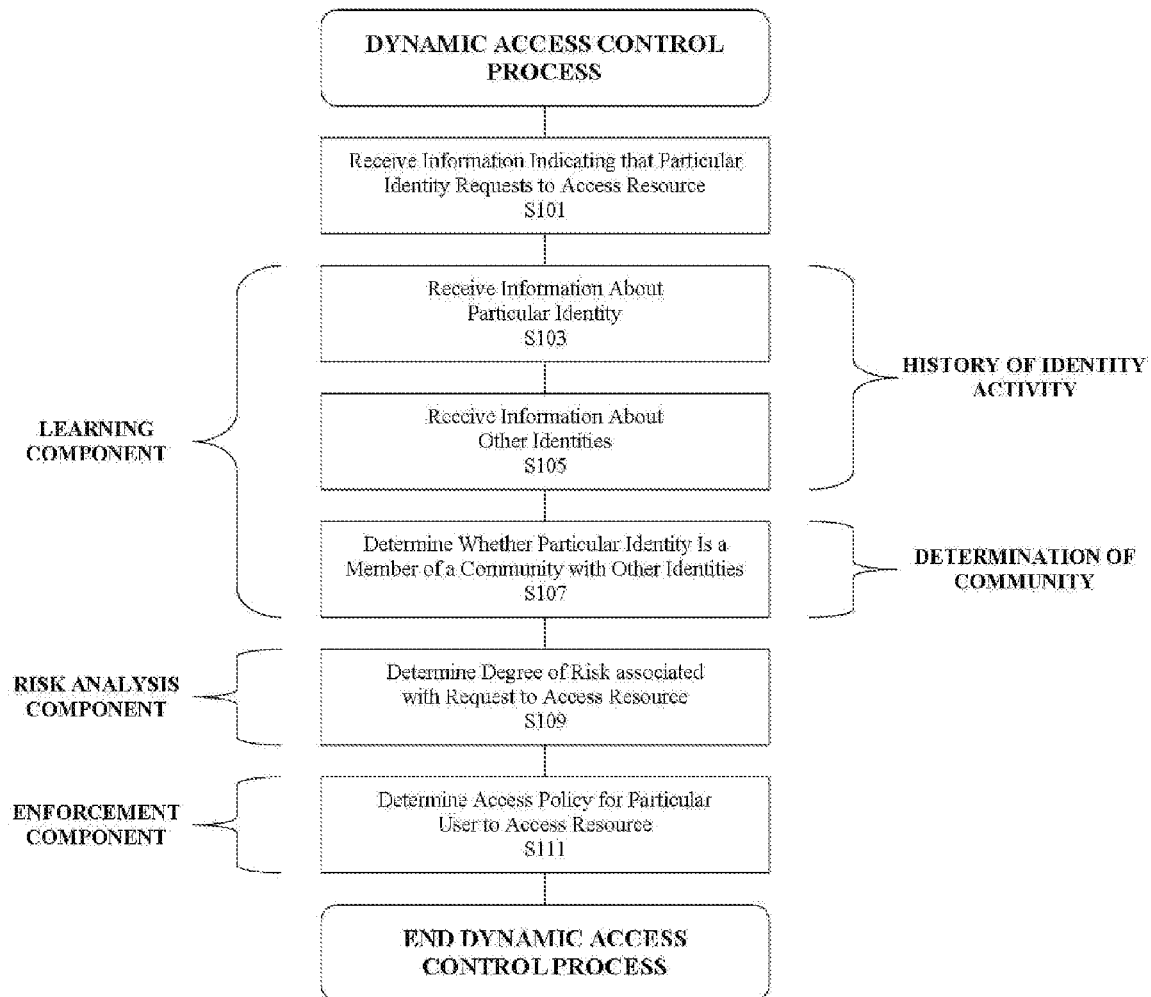 DYNAMIC ACCESS CONTROL
PROCESS
Receive Information Indicating that Particular
Identity Requests to Access Resource
S101
Receive Information About
Particular Identity
S103
HISTORY OF IDENTITY
ACTIVITY
LEARNING
COMPONENT
Receive Information About
Other Identities
S105
Determine Whether Particular Identity Is a
Member of a Community with Other Identities
S107
DETERMINATION OF
COMMUNITY
RISK ANALYSIS
COMPONENT
Determine Degree of Risk associated
with Request to Access Resource
S109
ENFORCEMENT
COMPONENT
Determine Access Policy for Particular
User to Access Resource
S111
END DYNAMIC ACCESS
CONTROL PROCESS